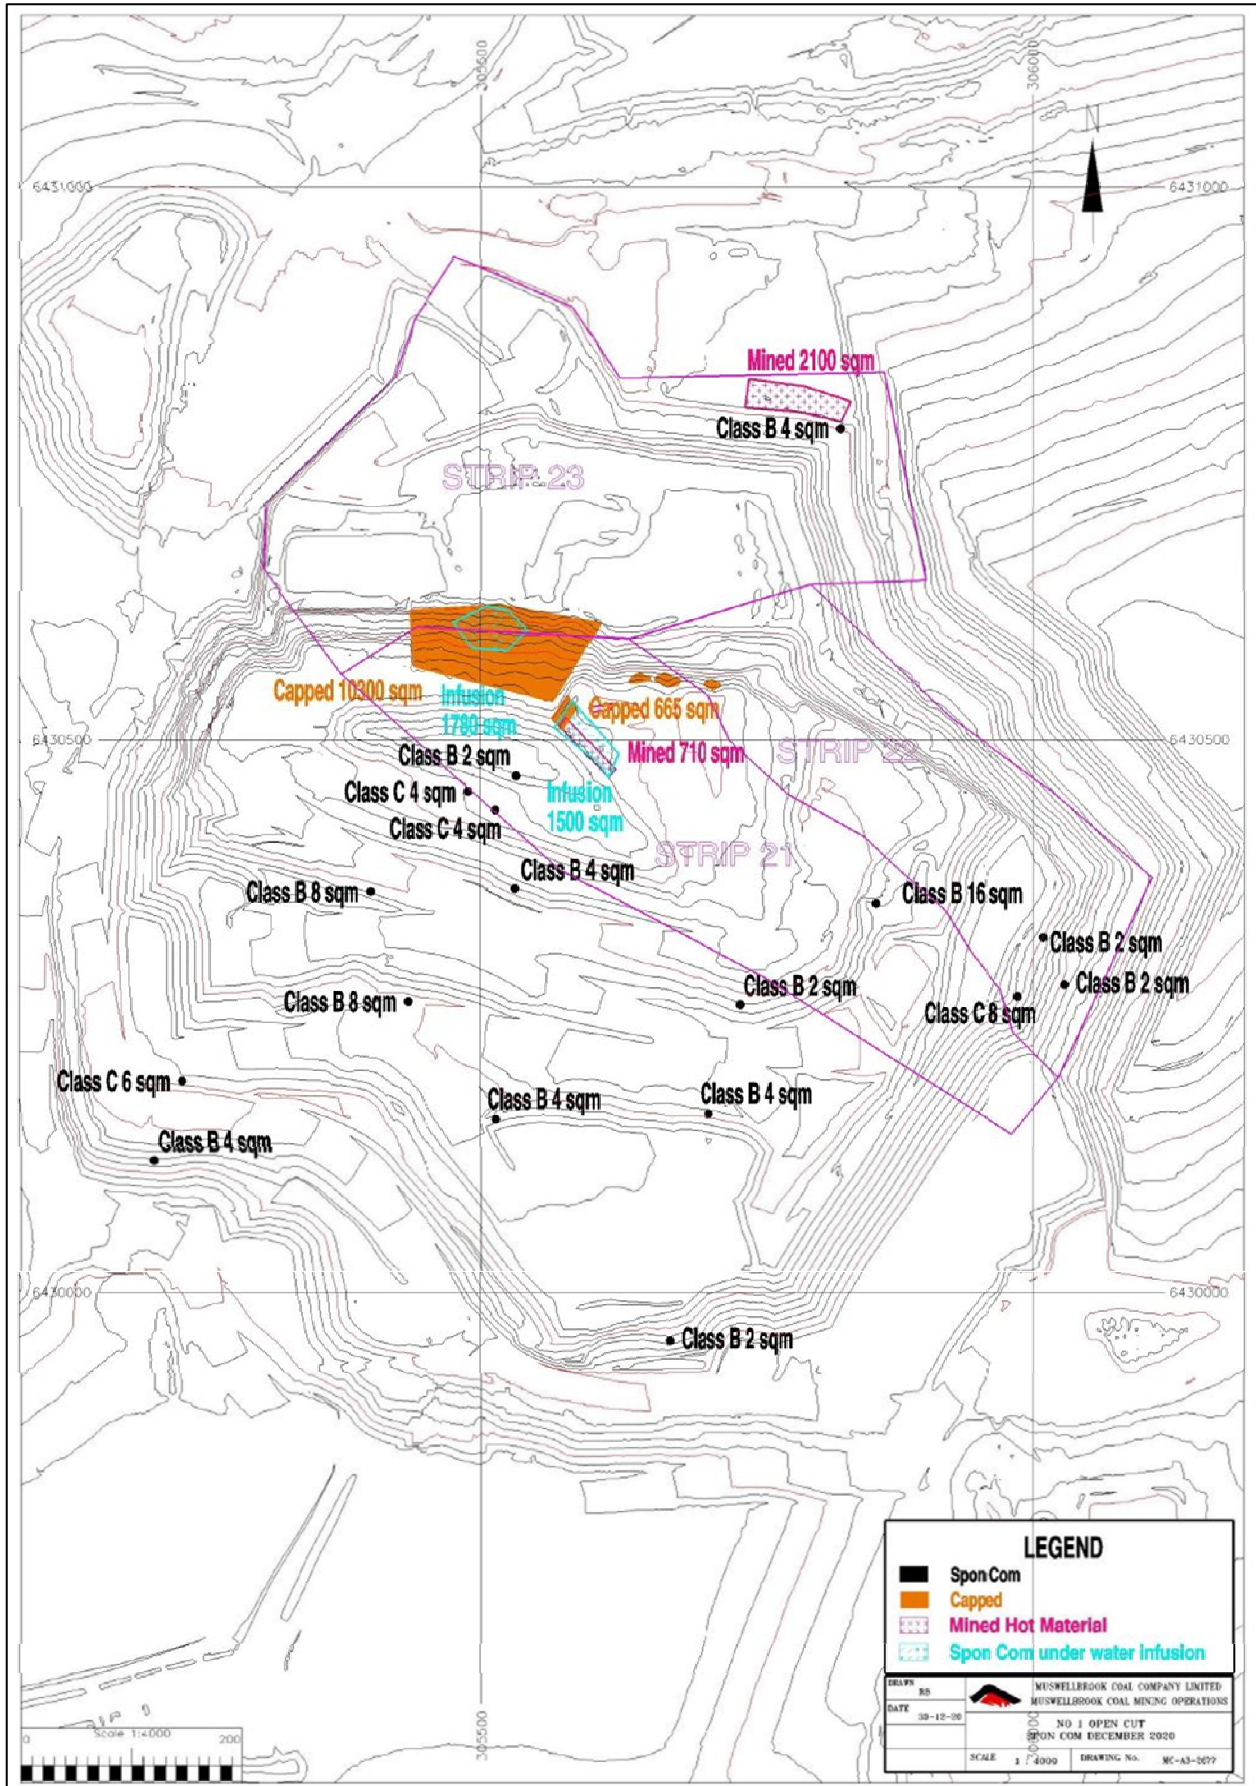 305500
306000
N
6431000
6431000
Mined 2100 sqm
Class B 4 sqm
STRIP 23
Capped 10300 sqm
Infusion
1780 sqm
Capped 665 sqm
6430500
6430500
Mined 710 sqm
STRIP 22
Class B 2 sqm
Class C 4 sqm
Infusion
1500 sqm
Class C 4 sqm
STRIP 21
Class B 4 sqm
Class B 8 sqm
Class B 16 sqm
Class B 2 sqm
Class B 2 sqm
Class B 2 sqm
Class B 8 sqm
Class C 8 sqm
Class C 6 sqm
Class B 4 sqm
Class B 4 sqm
Class B 4 sqm
6430000
6430000
Class B 2 sqm
LEGEND
Spon Com
Capped
Mined Hot Material
Spon Com under water infusion
DRAWN
RB
DATE
30-12-20
MUSWELLBROOK COAL COMPANY LIMITED
MUSWELLBROOK COAL MINING OPERATIONS
NO 1 OPEN CUT
SPON COM DECEMBER 2020
SCALE 1 : 4000
DRAWING No. MC-A3-2677
305500
306000
Scale 1:4000
0 200